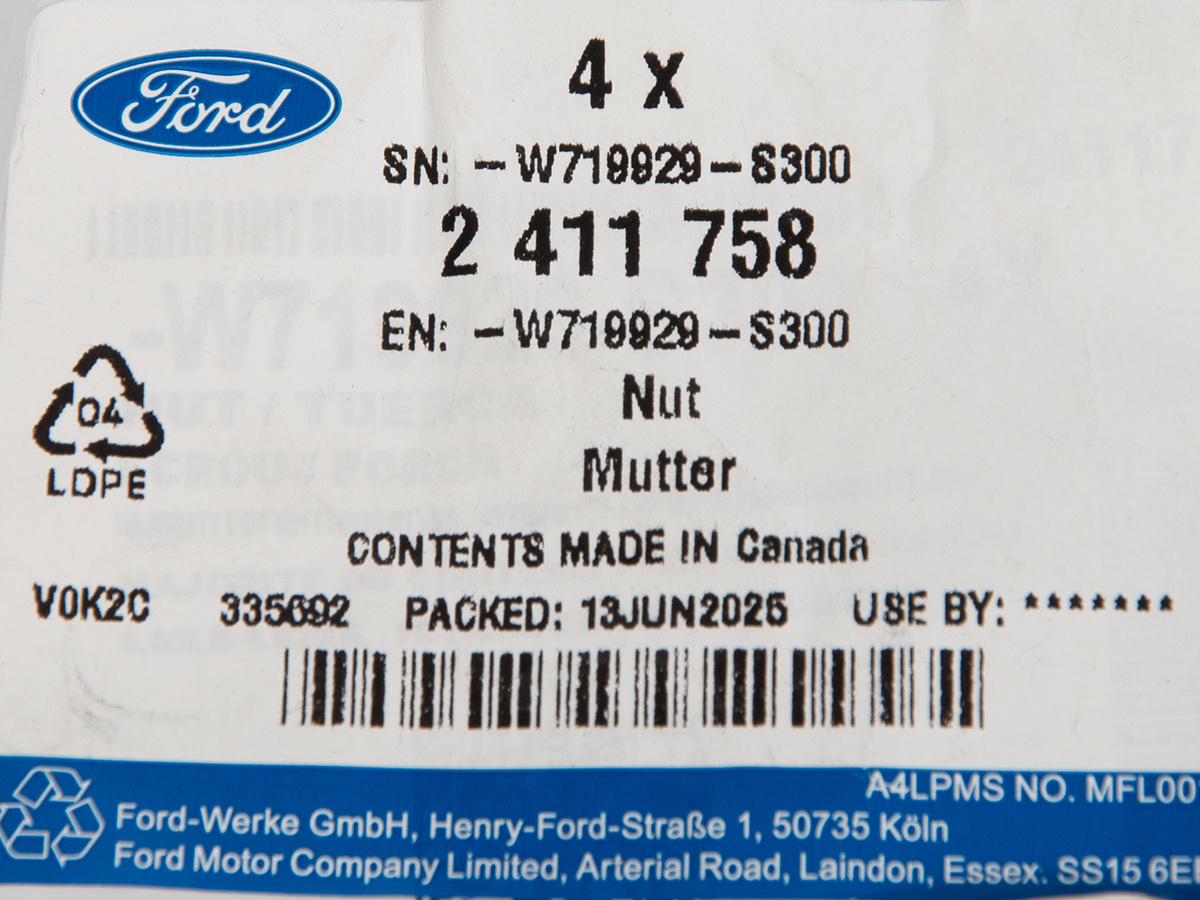 Ford
4 x
SN: -W719929-S300
2 411 758
EN: -W719929-S300
Nut
Mutter
04
LDPE
CONTENTS MADE IN Canada
V0K2C 335692 PACKED: 13JUN2025 USE BY: *******
A4LPMS NO. MFL00
Ford-Werke GmbH, Henry-Ford-Straße 1, 50735 Köln
Ford Motor Company Limited, Arterial Road, Laindon, Essex. SS15 6E